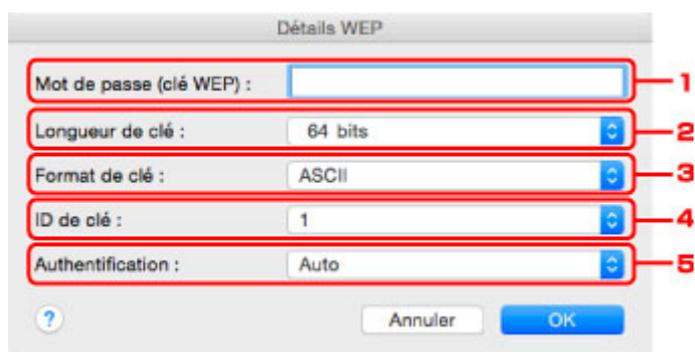 Détails WEP
Mot de passe (clé WEP) : 1
Longueur de clé : 64 bits 2
Format de clé : ASCII 3
ID de clé : 1 4
Authentification : Auto 5
? Annuler OK